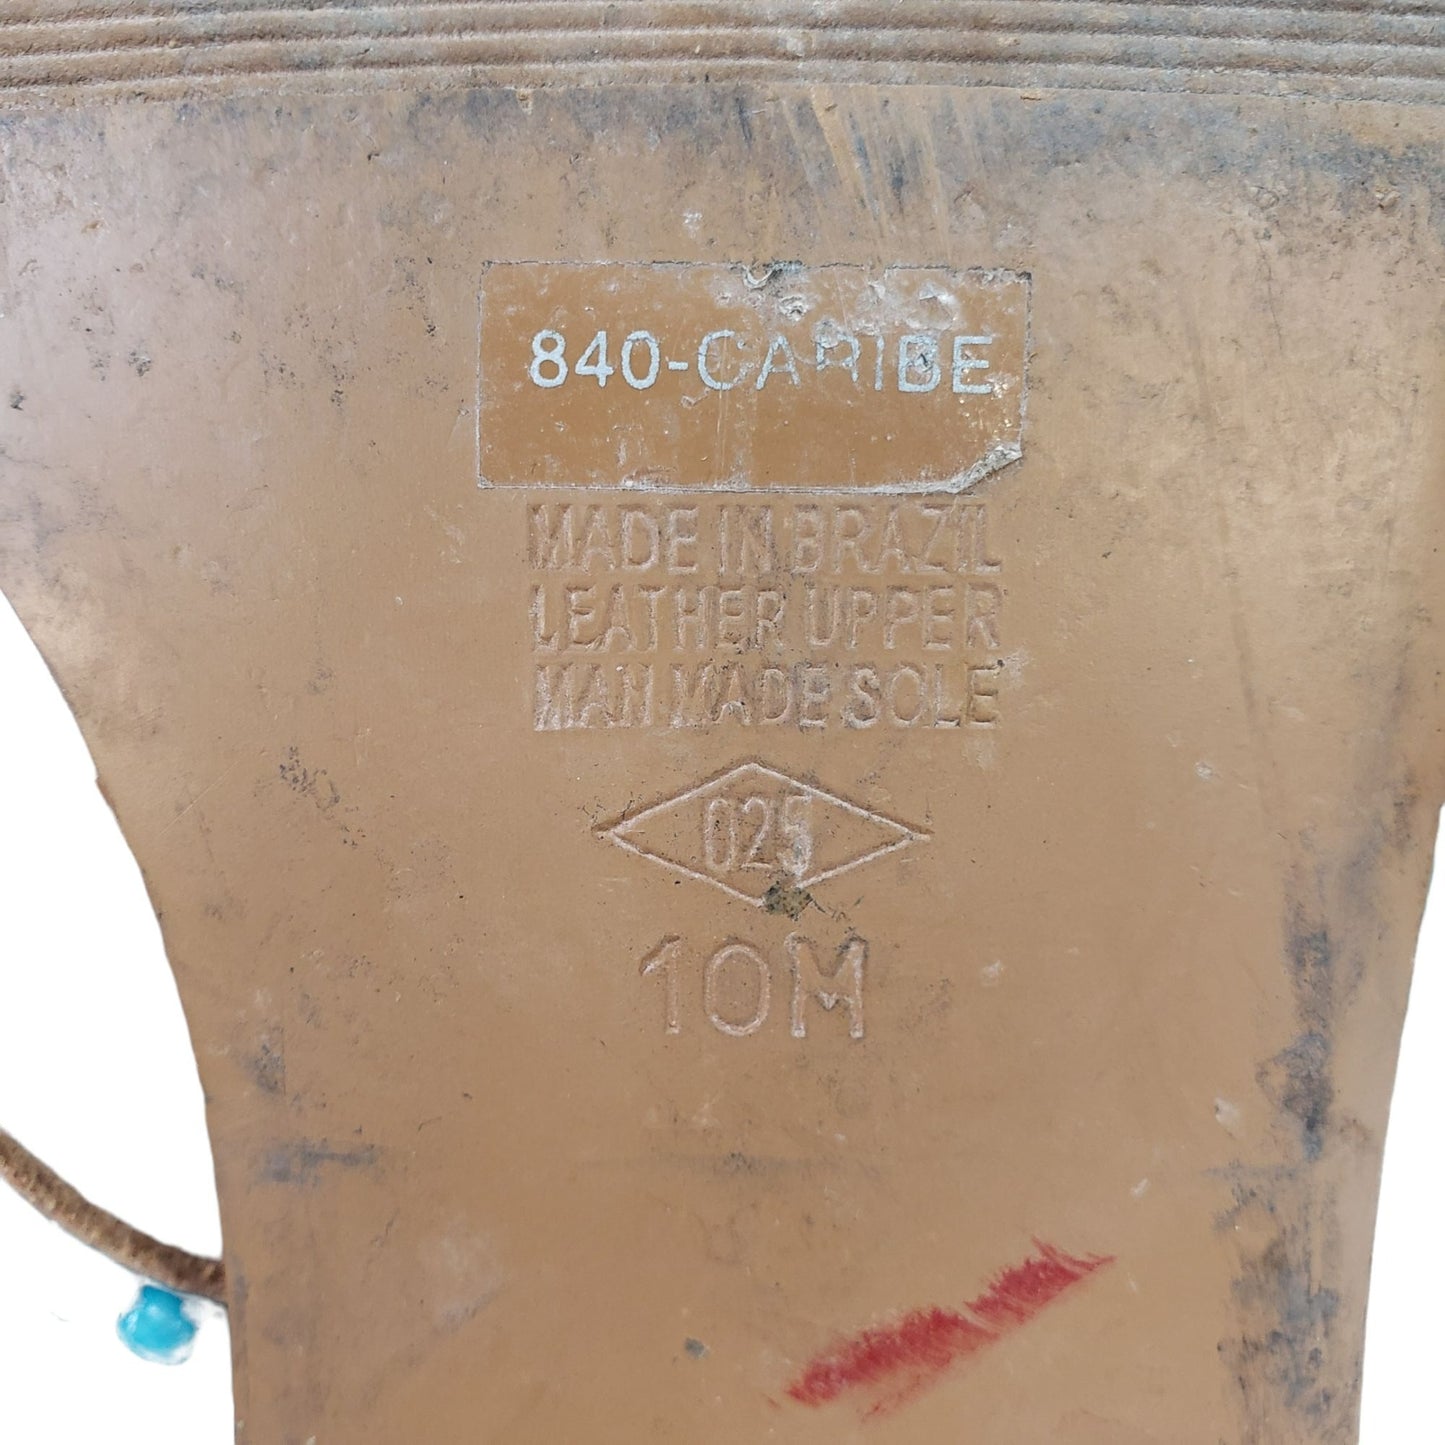 840-CARIBE
MADE IN BRAZIL
LEATHER UPPER
MAN MADE SOLE
025
10M